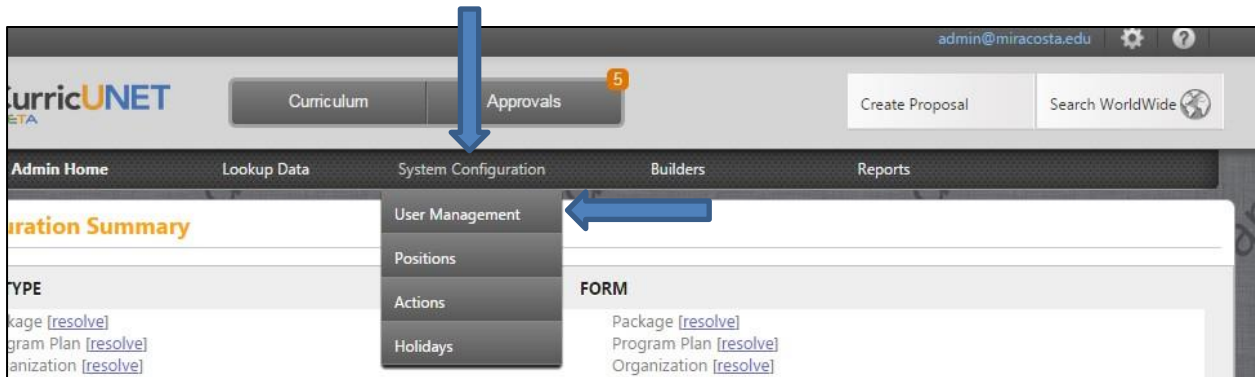 admin@miracosta.edu
CurricUNET
META
Curriculum
Approvals
5
Create Proposal
Search WorldWide
Admin Home
Lookup Data
System Configuration
Builders
Reports
User Management
Positions
Actions
Holidays
uration Summary
TYPE
FORM
kage [resolve]
gram Plan [resolve]
anization [resolve]
Package [resolve]
Program Plan [resolve]
Organization [resolve]